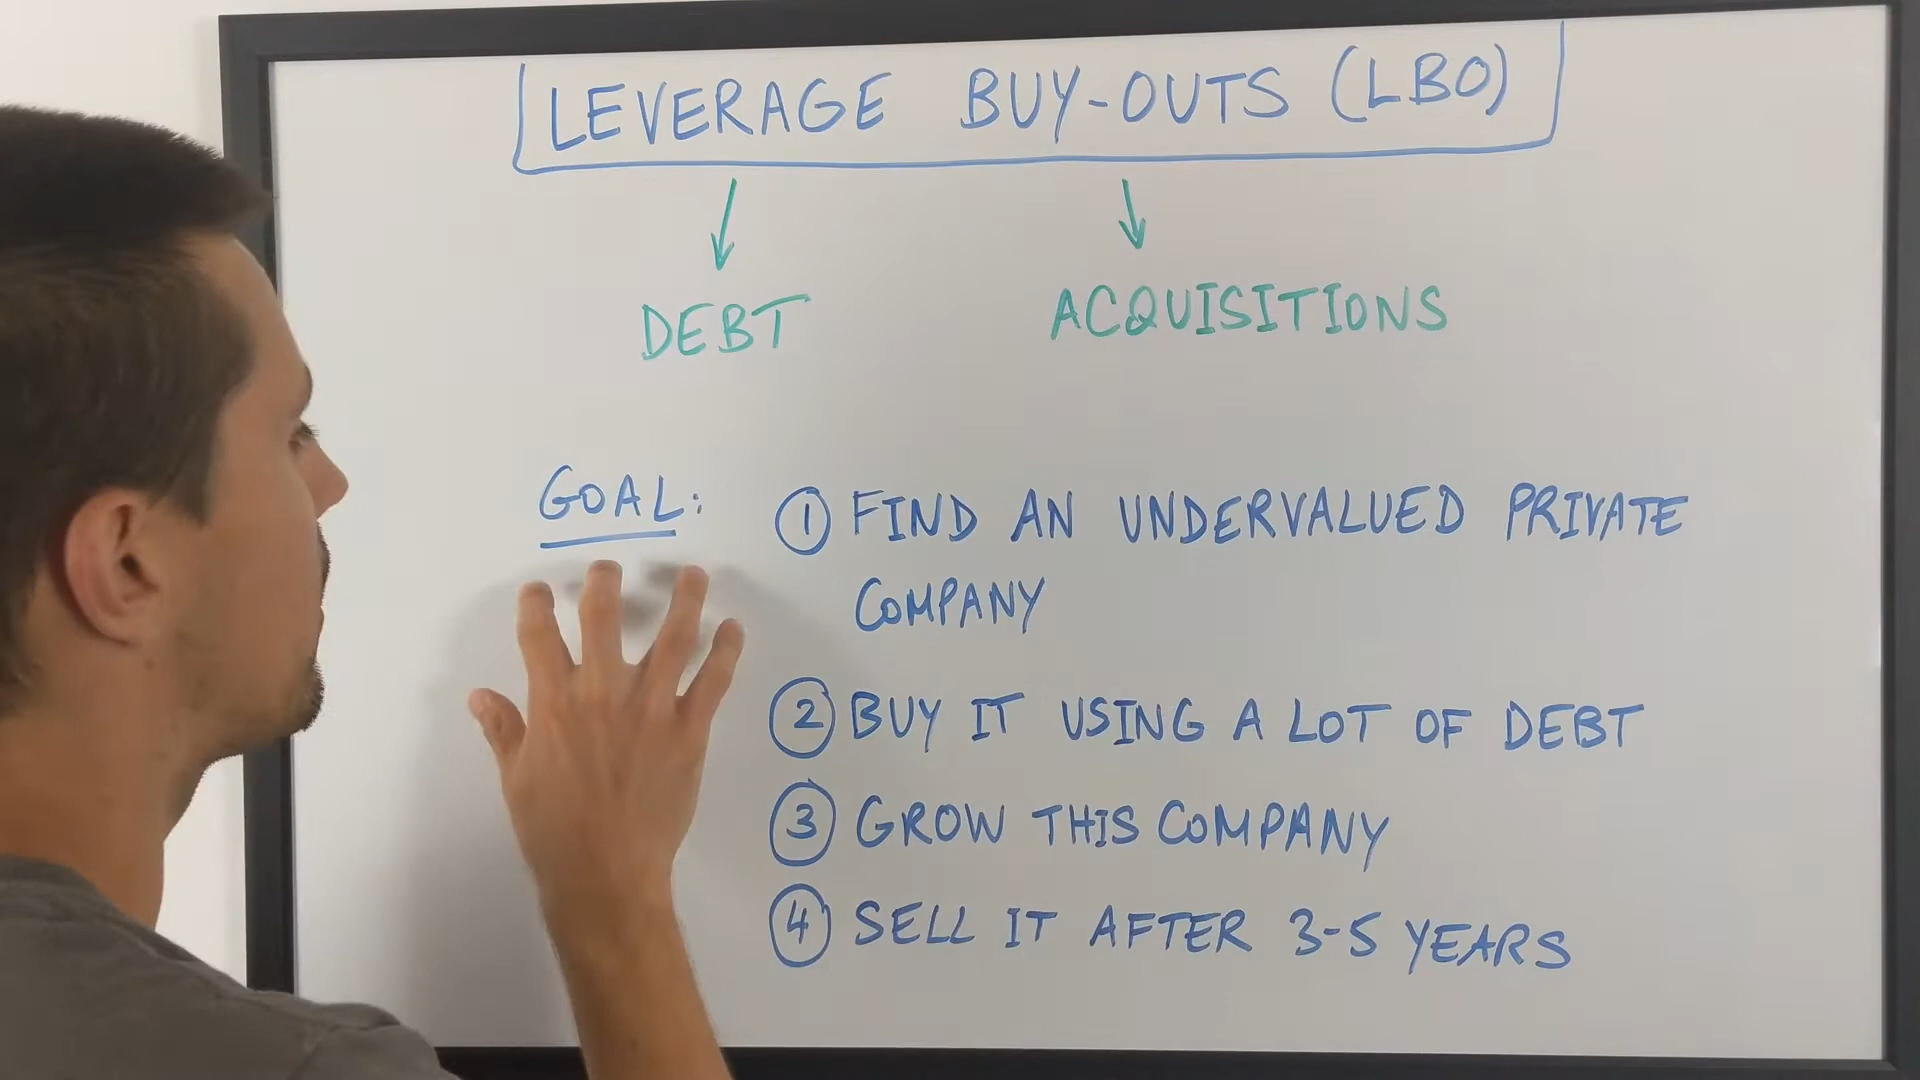 LEVERAGE BUY-OUTS (LBO)
DEBT
ACQUISITIONS
GOAL:
1 FIND AN UNDERVALUED PRIVATE
COMPANY
2 BUY IT USING A LOT OF DEBT
3 GROW THIS COMPANY
4 SELL IT AFTER 3-5 YEARS